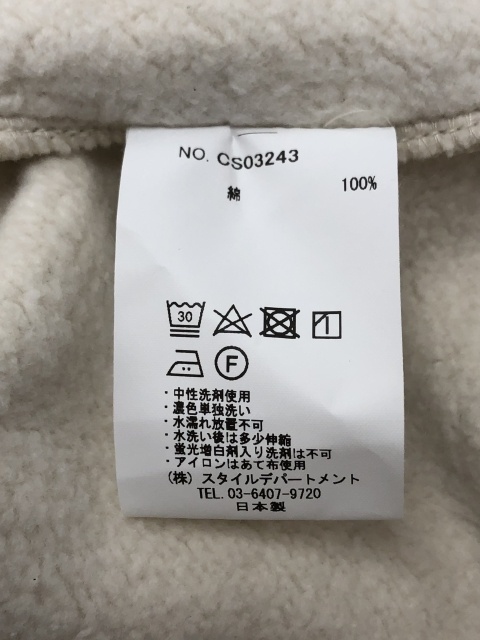 NO. CS03243
綿 100%
30
F
・中性洗剤使用
・濃色単独洗い
・水濡れ放置不可
・水洗い後は多少伸縮
・蛍光増白剤入り洗剤は不可
・アイロンはあて布使用
(株) スタイルデパートメント
TEL. 03-6407-9720
日本製